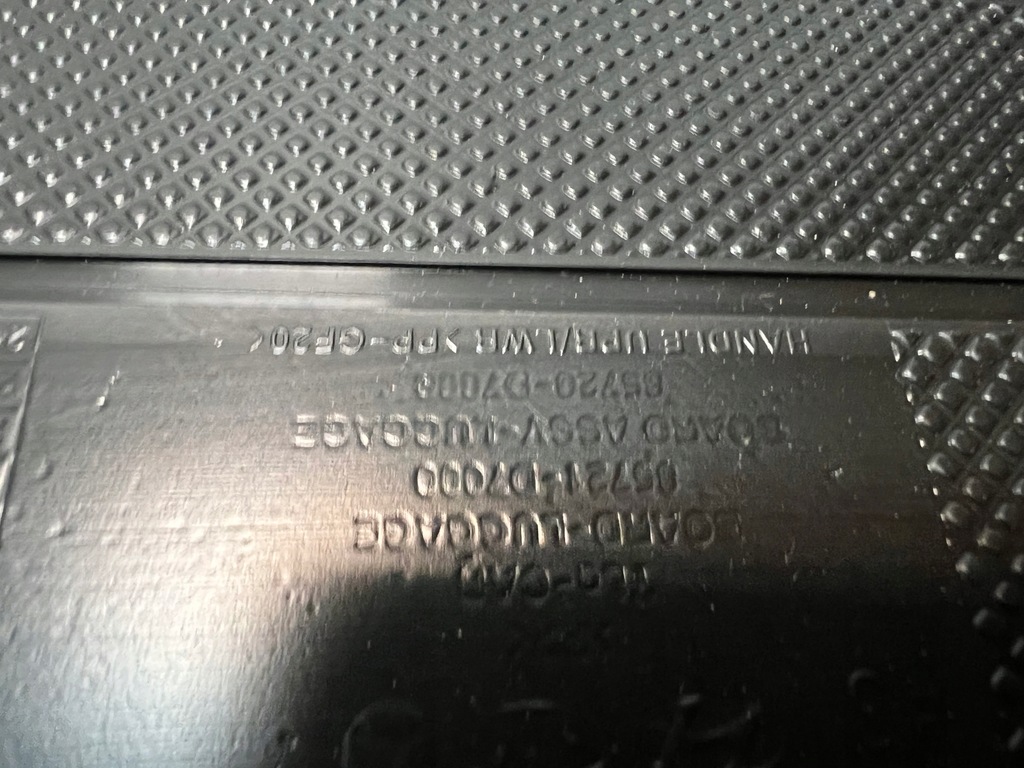 BOARD-LUGGAGE
85721-D7000
BOARD ASSY-LUGGAGE
85720-D7000
HANDLE UPR/LWR >PP-GF20<